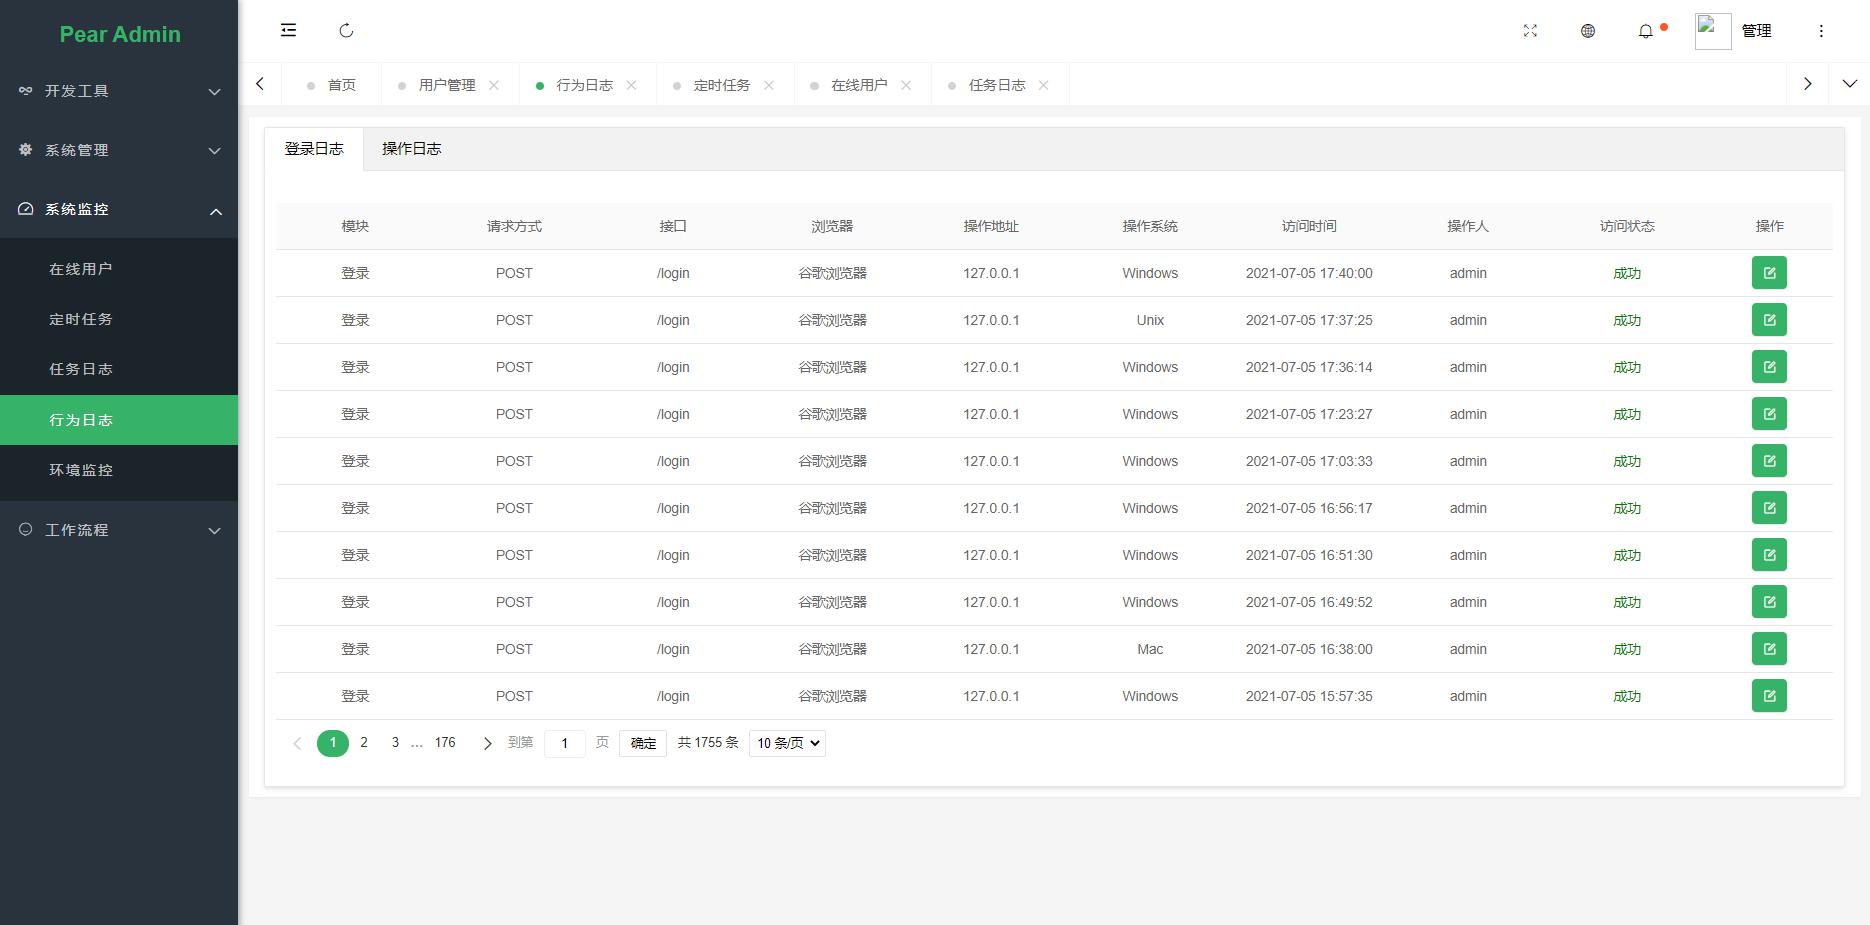 Pear Admin
管理
开发工具
系统管理
系统监控
在线用户
定时任务
任务日志
行为日志
环境监控
工作流程
首页 用户管理 行为日志 定时任务 在线用户 任务日志
登录日志 操作日志
模块 请求方式 接口 浏览器 操作地址 操作系统 访问时间 操作人 访问状态 操作
登录 POST /login 谷歌浏览器 127.0.0.1 Windows 2021-07-05 17:40:00 admin 成功
登录 POST /login 谷歌浏览器 127.0.0.1 Unix 2021-07-05 17:37:25 admin 成功
登录 POST /login 谷歌浏览器 127.0.0.1 Windows 2021-07-05 17:36:14 admin 成功
登录 POST /login 谷歌浏览器 127.0.0.1 Windows 2021-07-05 17:23:27 admin 成功
登录 POST /login 谷歌浏览器 127.0.0.1 Windows 2021-07-05 17:03:33 admin 成功
登录 POST /login 谷歌浏览器 127.0.0.1 Windows 2021-07-05 16:56:17 admin 成功
登录 POST /login 谷歌浏览器 127.0.0.1 Windows 2021-07-05 16:51:30 admin 成功
登录 POST /login 谷歌浏览器 127.0.0.1 Windows 2021-07-05 16:49:52 admin 成功
登录 POST /login 谷歌浏览器 127.0.0.1 Mac 2021-07-05 16:38:00 admin 成功
登录 POST /login 谷歌浏览器 127.0.0.1 Windows 2021-07-05 15:57:35 admin 成功
1 2 3 … 176 到第 1 页 确定 共 1755 条 10 条/页